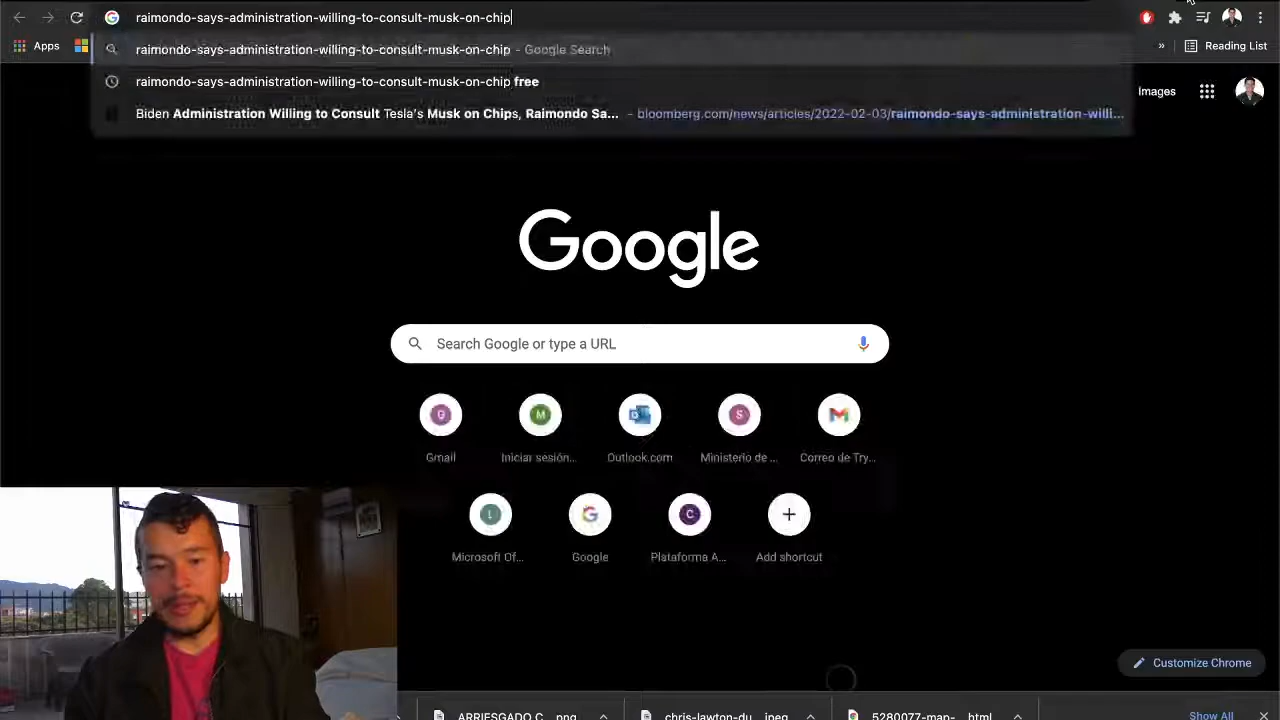 raimondo-says-administration-willing-to-consult-musk-on-chip
Apps
Reading List
raimondo-says-administration-willing-to-consult-musk-on-chip - Google Search
raimondo-says-administration-willing-to-consult-musk-on-chip free
Biden Administration Willing to Consult Tesla's Musk on Chips, Raimondo Sa... - bloomberg.com/news/articles/2022-02-03/raimondo-says-administration-willi...
Images
Google
Search Google or type a URL
G M S
Gmail Iniciar sesión... Outlook.com Ministerio de ... Correo de Try...
L C
Microsoft Of... Google Plataforma A... Add shortcut
Customize Chrome
ARRIESGADO C....png chris-lawton-du....jpeg 5280077-map-....html Show All